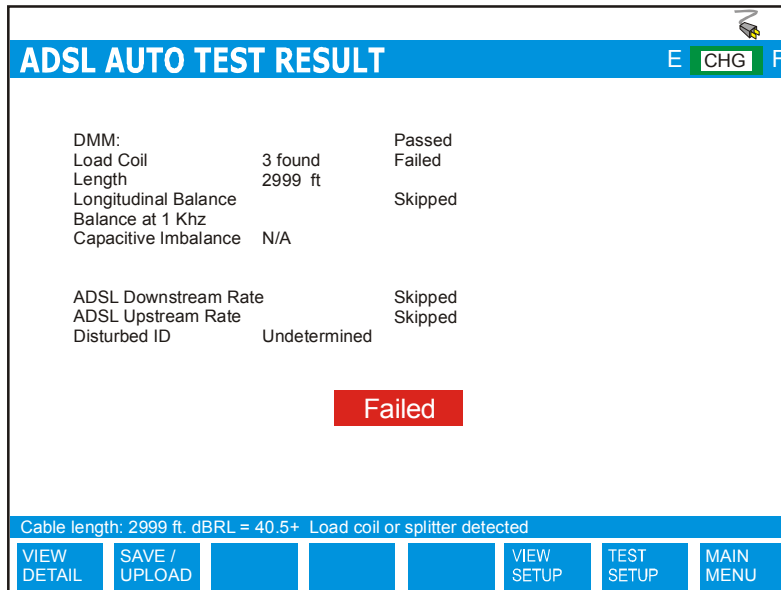 ADSL AUTO TEST RESULT E CHG F
DMM: Passed
Load Coil 3 found Failed
Length 2999 ft
Longitudinal Balance Skipped
Balance at 1 Khz
Capacitive Imbalance N/A
ADSL Downstream Rate Skipped
ADSL Upstream Rate Skipped
Disturbed ID Undetermined
Failed
Cable length: 2999 ft. dBRL = 40.5+ Load coil or splitter detected
VIEW DETAIL SAVE / UPLOAD VIEW SETUP TEST SETUP MAIN MENU